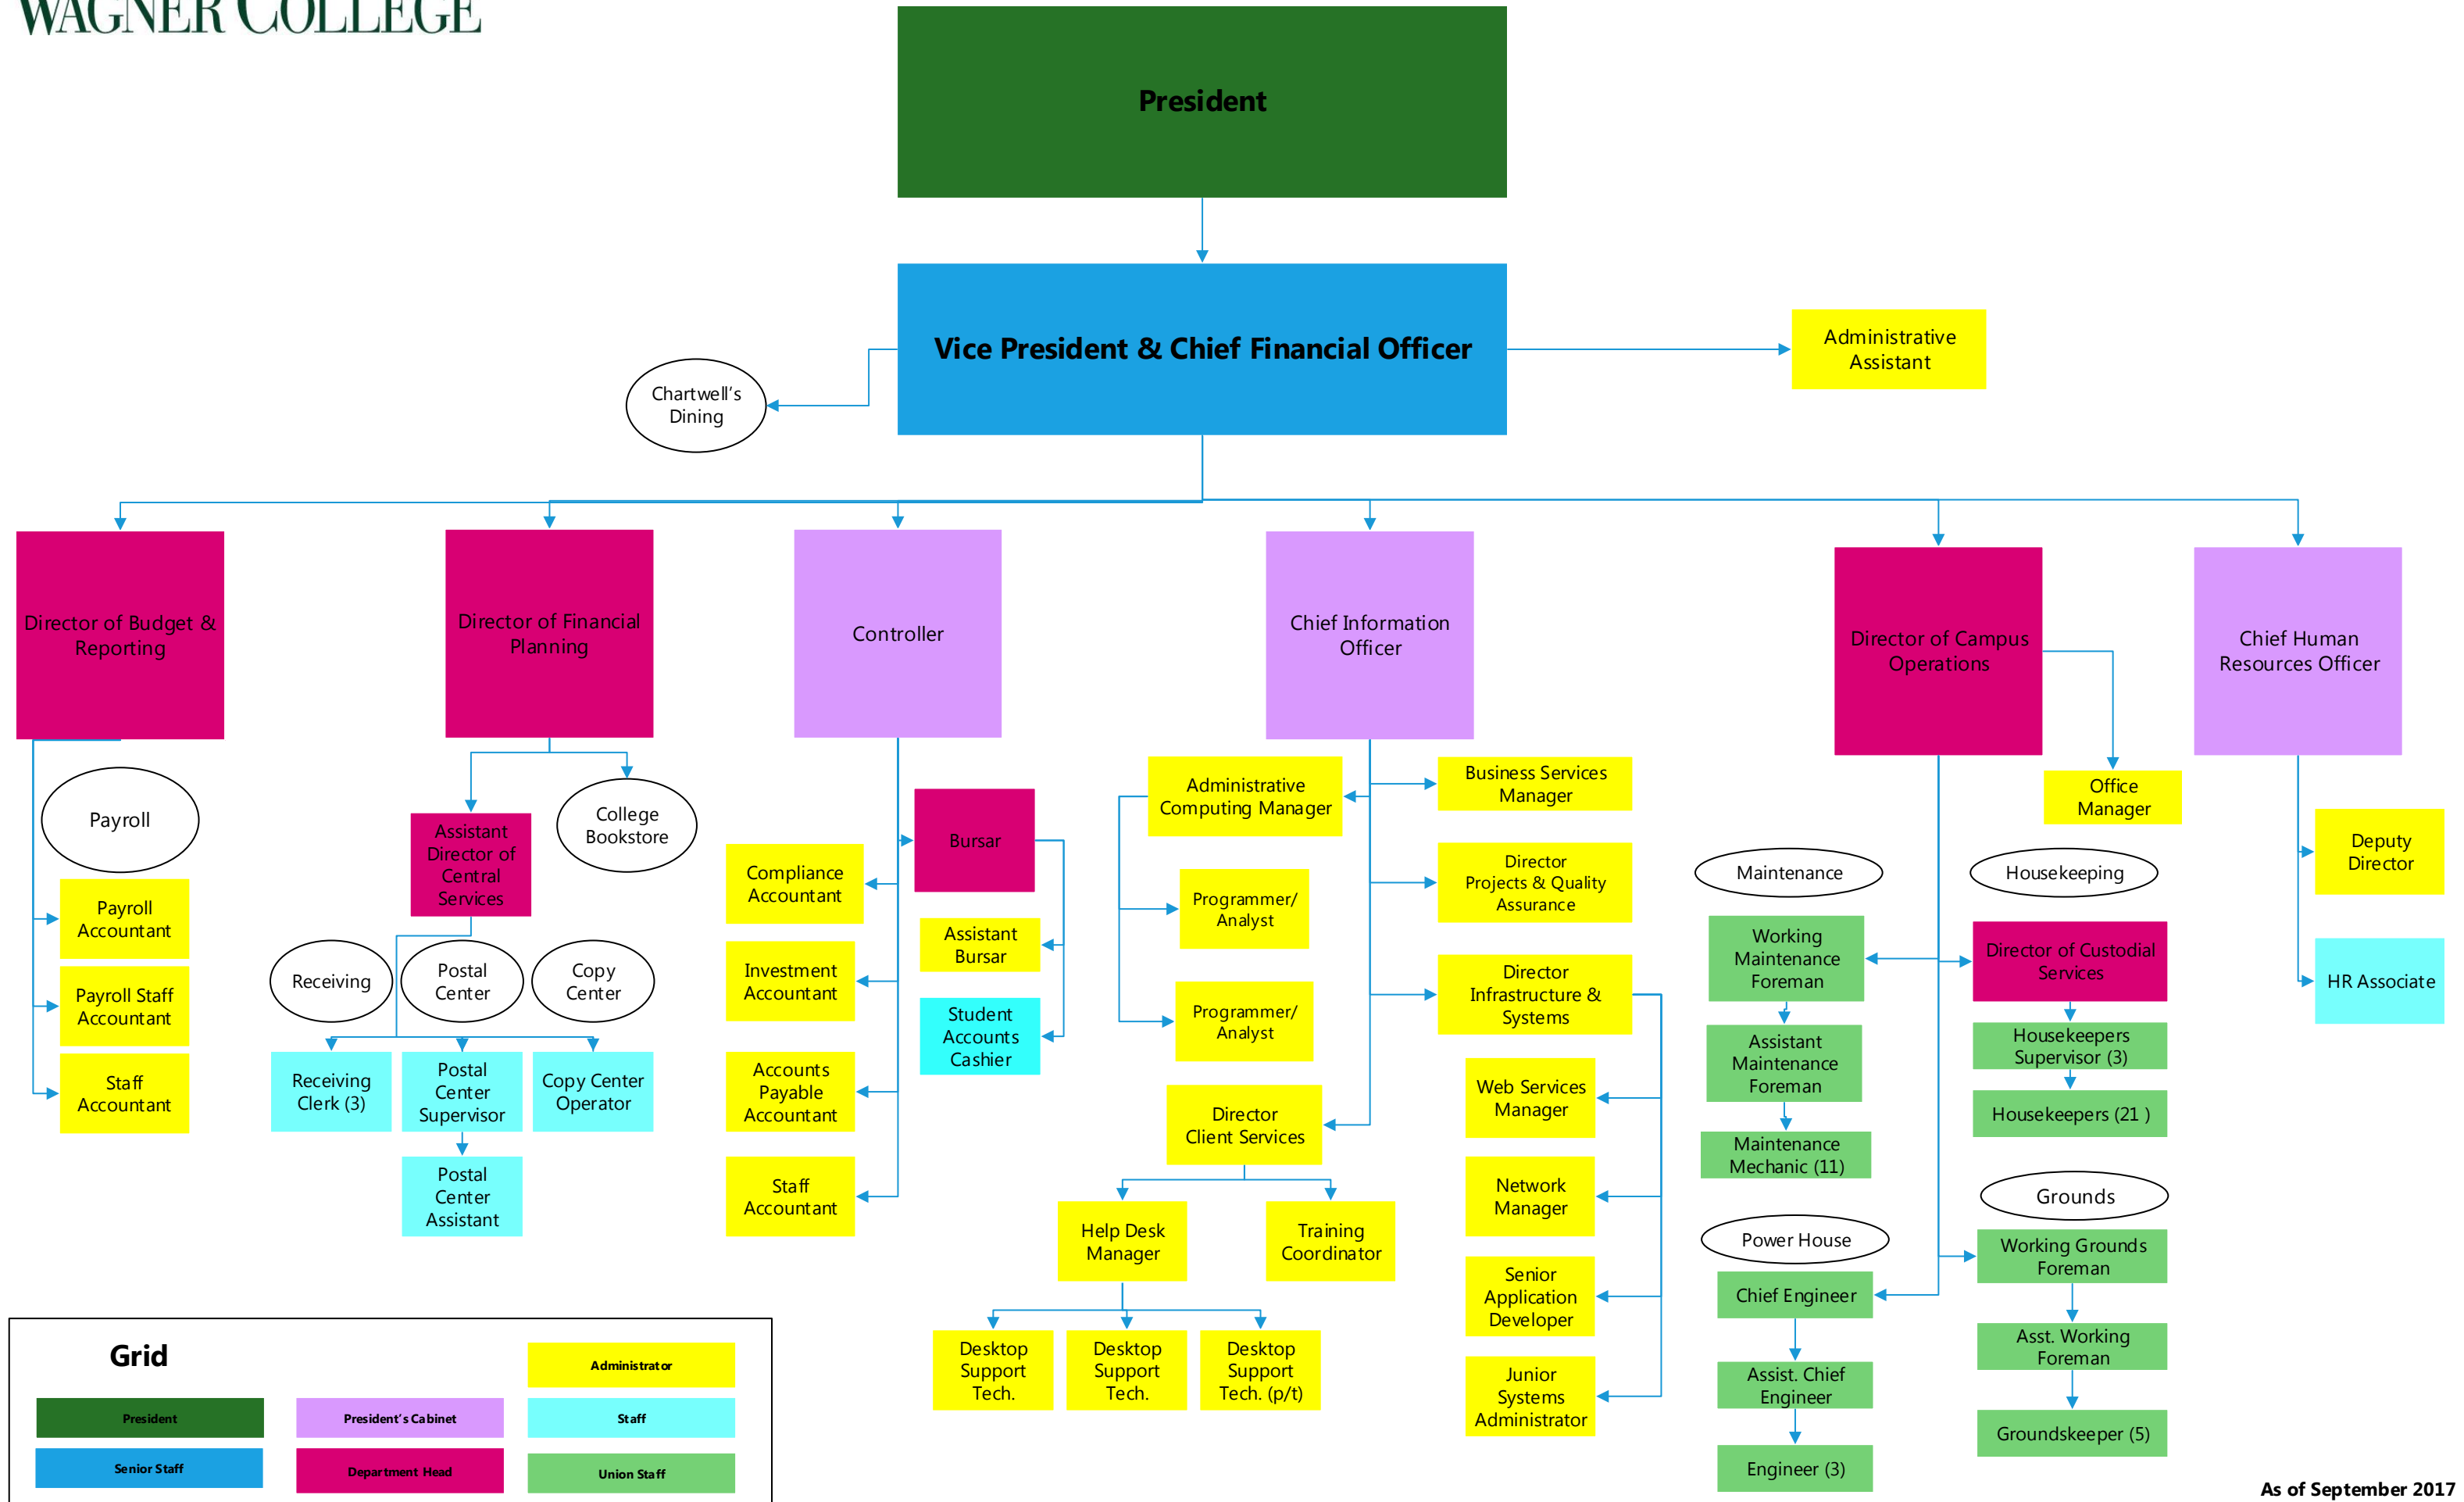 WAGNER COLLEGE
President
Vice President & Chief Financial Officer
Administrative
Assistant
Chartwell’s
Dining
Director of Budget &
Reporting
Director of Financial
Planning
Controller
Chief Information
Officer
Director of Campus
Operations
Chief Human
Resources Officer
Payroll
Payroll
Accountant
Payroll Staff
Accountant
Staff
Accountant
Assistant
Director of
Central
Services
College
Bookstore
Receiving
Postal
Center
Copy
Center
Receiving
Clerk (3)
Postal
Center
Supervisor
Copy Center
Operator
Postal
Center
Assistant
Compliance
Accountant
Investment
Accountant
Accounts
Payable
Accountant
Staff
Accountant
Bursar
Assistant
Bursar
Student
Accounts
Cashier
Administrative
Computing Manager
Programmer/
Analyst
Programmer/
Analyst
Director
Client Services
Help Desk
Manager
Training
Coordinator
Desktop
Support
Tech.
Desktop
Support
Tech.
Desktop
Support
Tech. (p/t)
Business Services
Manager
Director
Projects & Quality
Assurance
Director
Infrastructure &
Systems
Web Services
Manager
Network
Manager
Senior
Application
Developer
Junior
Systems
Administrator
Office
Manager
Maintenance
Working
Maintenance
Foreman
Assistant
Maintenance
Foreman
Maintenance
Mechanic (11)
Power House
Chief Engineer
Assist. Chief
Engineer
Engineer (3)
Housekeeping
Director of Custodial
Services
Housekeepers
Supervisor (3)
Housekeepers (21 )
Grounds
Working Grounds
Foreman
Asst. Working
Foreman
Groundskeeper (5)
Deputy
Director
HR Associate
Grid
President
Senior Staff
President’s Cabinet
Department Head
Administrator
Staff
Union Staff
As of September 2017